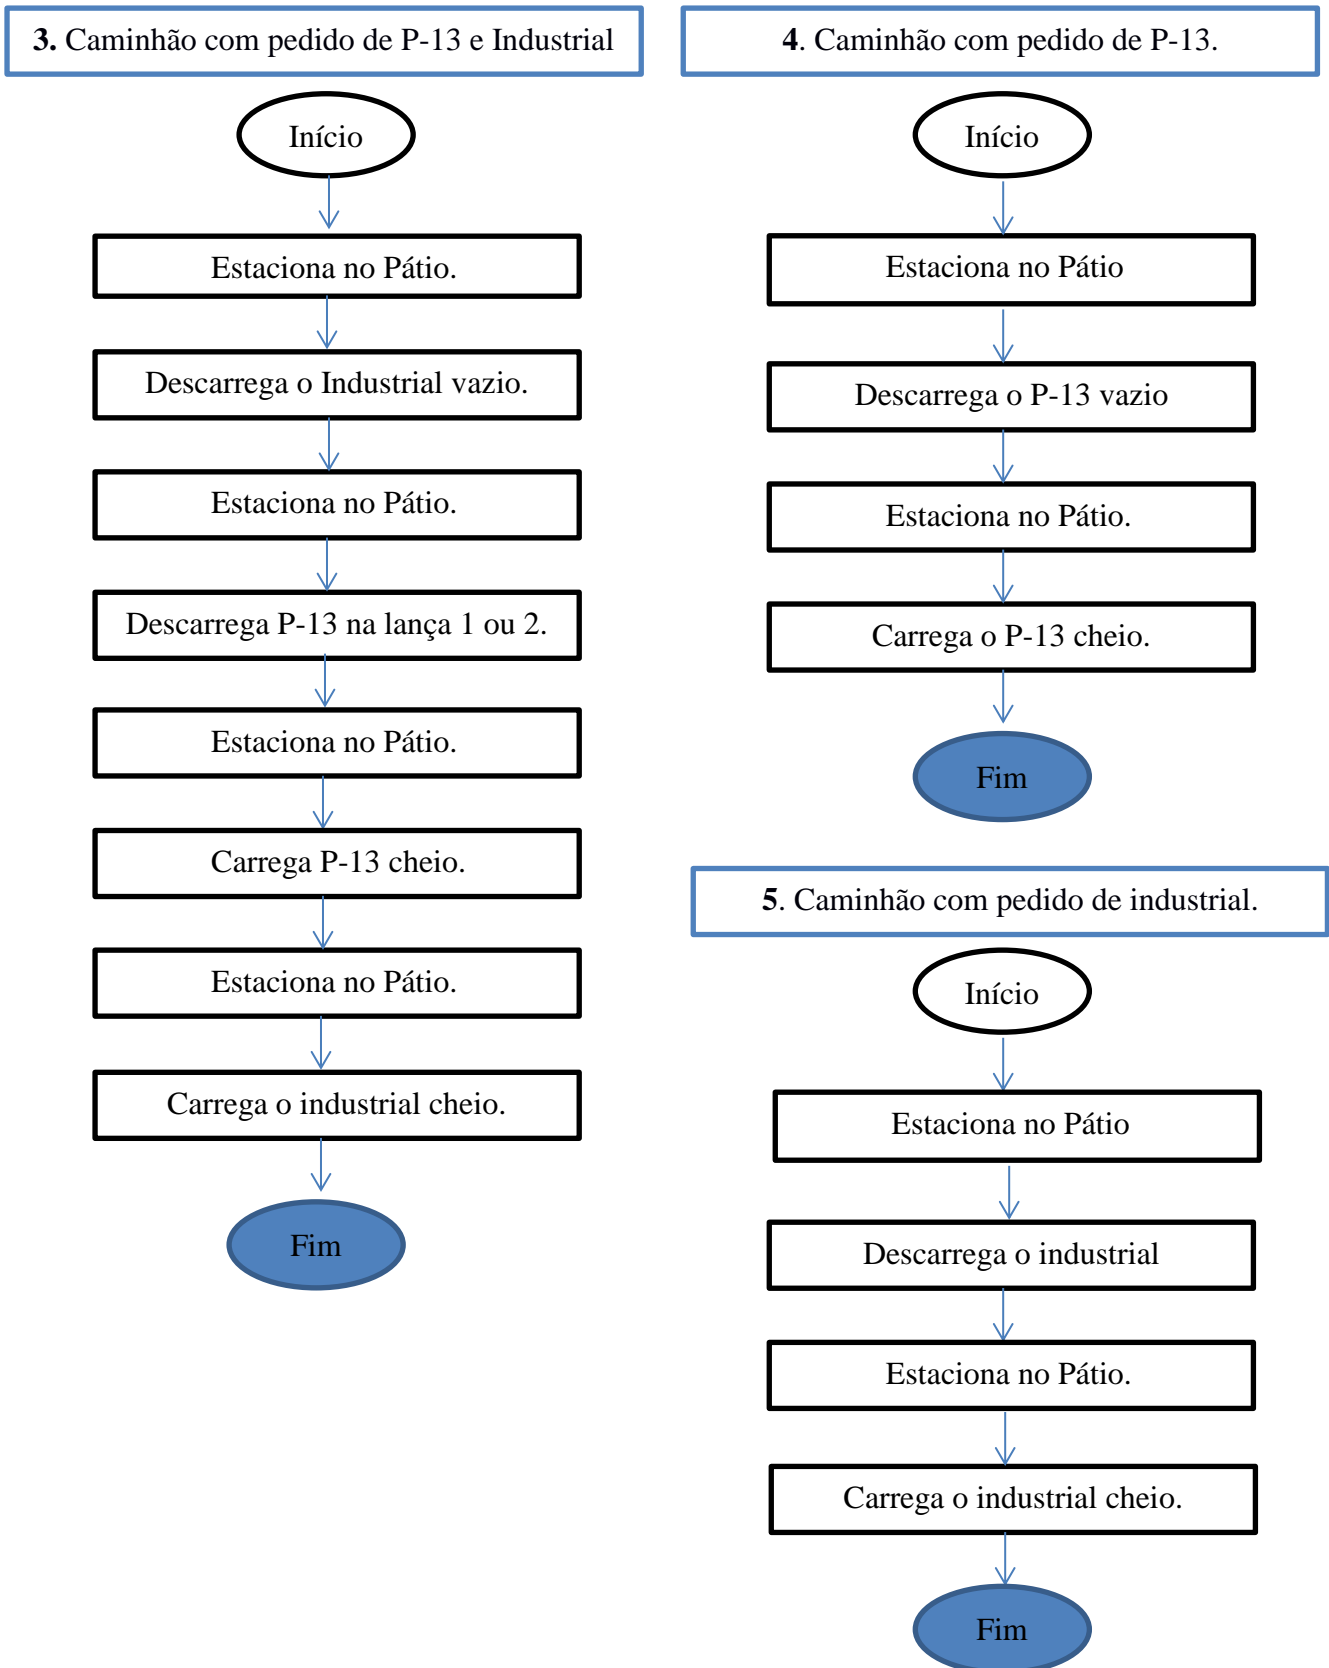 3. Caminhão com pedido de P-13 e Industrial
Início
Estaciona no Pátio.
Descarrega o Industrial vazio.
Estaciona no Pátio.
Descarrega P-13 na lança 1 ou 2.
Estaciona no Pátio.
Carrega P-13 cheio.
Estaciona no Pátio.
Carrega o industrial cheio.
Fim
4. Caminhão com pedido de P-13.
Início
Estaciona no Pátio
Descarrega o P-13 vazio
Estaciona no Pátio.
Carrega o P-13 cheio.
Fim
5. Caminhão com pedido de industrial.
Início
Estaciona no Pátio
Descarrega o industrial
Estaciona no Pátio.
Carrega o industrial cheio.
Fim